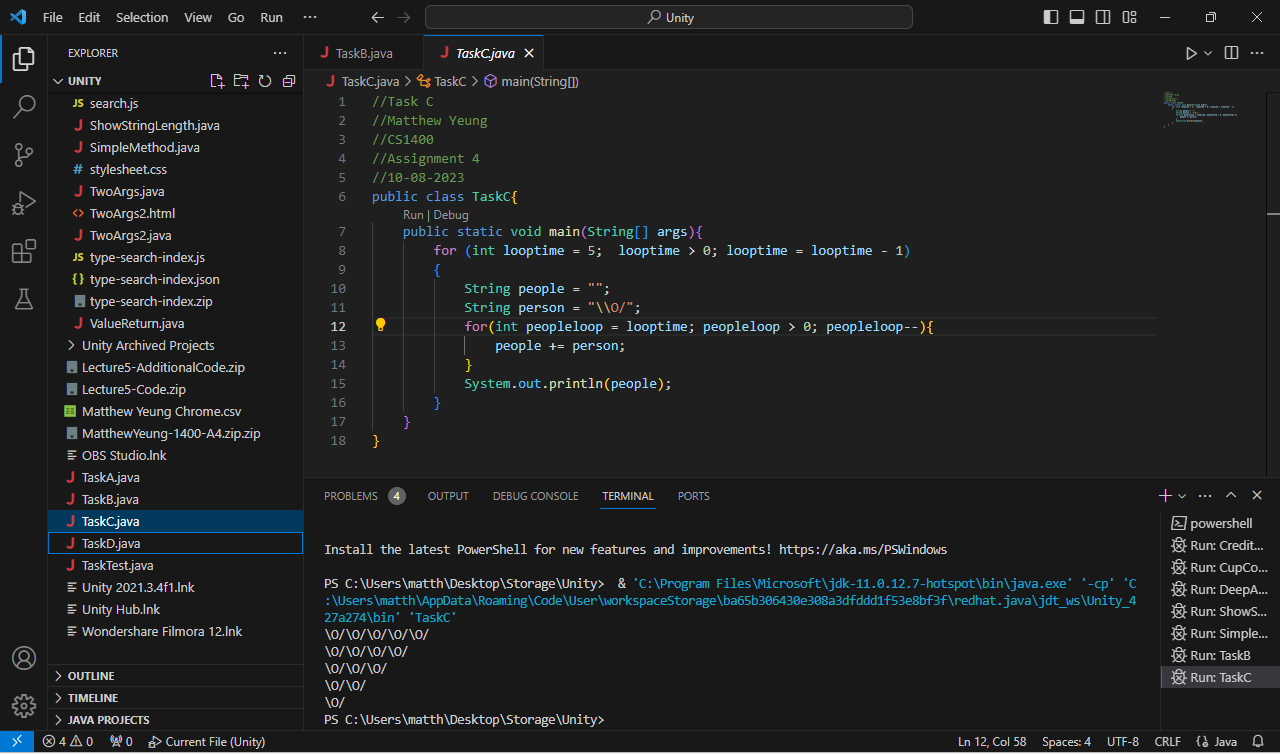 File Edit Selection View Go Run ··· Unity
EXPLORER ···
UNITY
search.js
ShowStringLength.java
SimpleMethod.java
stylesheet.css
TwoArgs.java
TwoArgs2.html
TwoArgs2.java
type-search-index.js
type-search-index.json
type-search-index.zip
ValueReturn.java
Unity Archived Projects
Lecture5-AdditionalCode.zip
Lecture5-Code.zip
Matthew Yeung Chrome.csv
MatthewYeung-1400-A4.zip.zip
OBS Studio.lnk
TaskA.java
TaskB.java
TaskC.java
TaskD.java
TaskTest.java
Unity 2021.3.4f1.lnk
Unity Hub.lnk
Wondershare Filmora 12.lnk
OUTLINE
TIMELINE
JAVA PROJECTS
TaskB.java TaskC.java
TaskC.java > TaskC > main(String[])
1 //Task C
2 //Matthew Yeung
3 //CS1400
4 //Assignment 4
5 //10-08-2023
6 public class TaskC{
Run | Debug
7 public static void main(String[] args){
8 for (int looptime = 5;  looptime > 0; looptime = looptime - 1)
9 {
10 String people = "";
11 String person = "\\O/";
12 for(int peopleloop = looptime; peopleloop > 0; peopleloop--){
13 people += person;
14 }
15 System.out.println(people);
16 }
17 }
18 }
PROBLEMS 4 OUTPUT DEBUG CONSOLE TERMINAL PORTS
Install the latest PowerShell for new features and improvements! https://aka.ms/PSWindows
PS C:\Users\matth\Desktop\Storage\Unity>  & 'C:\Program Files\Microsoft\jdk-11.0.12.7-hotspot\bin\java.exe' '-cp' 'C
:\Users\matth\AppData\Roaming\Code\User\workspaceStorage\ba65b306430e308a3dfddd1f53e8bf3f\redhat.java\jdt_ws\Unity_4
27a274\bin' 'TaskC'
\O/\O/\O/\O/\O/
\O/\O/\O/\O/
\O/\O/\O/
\O/\O/
\O/
PS C:\Users\matth\Desktop\Storage\Unity>
powershell
Run: Credit...
Run: CupCo...
Run: DeepA...
Run: ShowS...
Run: Simple...
Run: TaskB
Run: TaskC
4 0 0 Current File (Unity) Ln 12, Col 58 Spaces: 4 UTF-8 CRLF {} Java